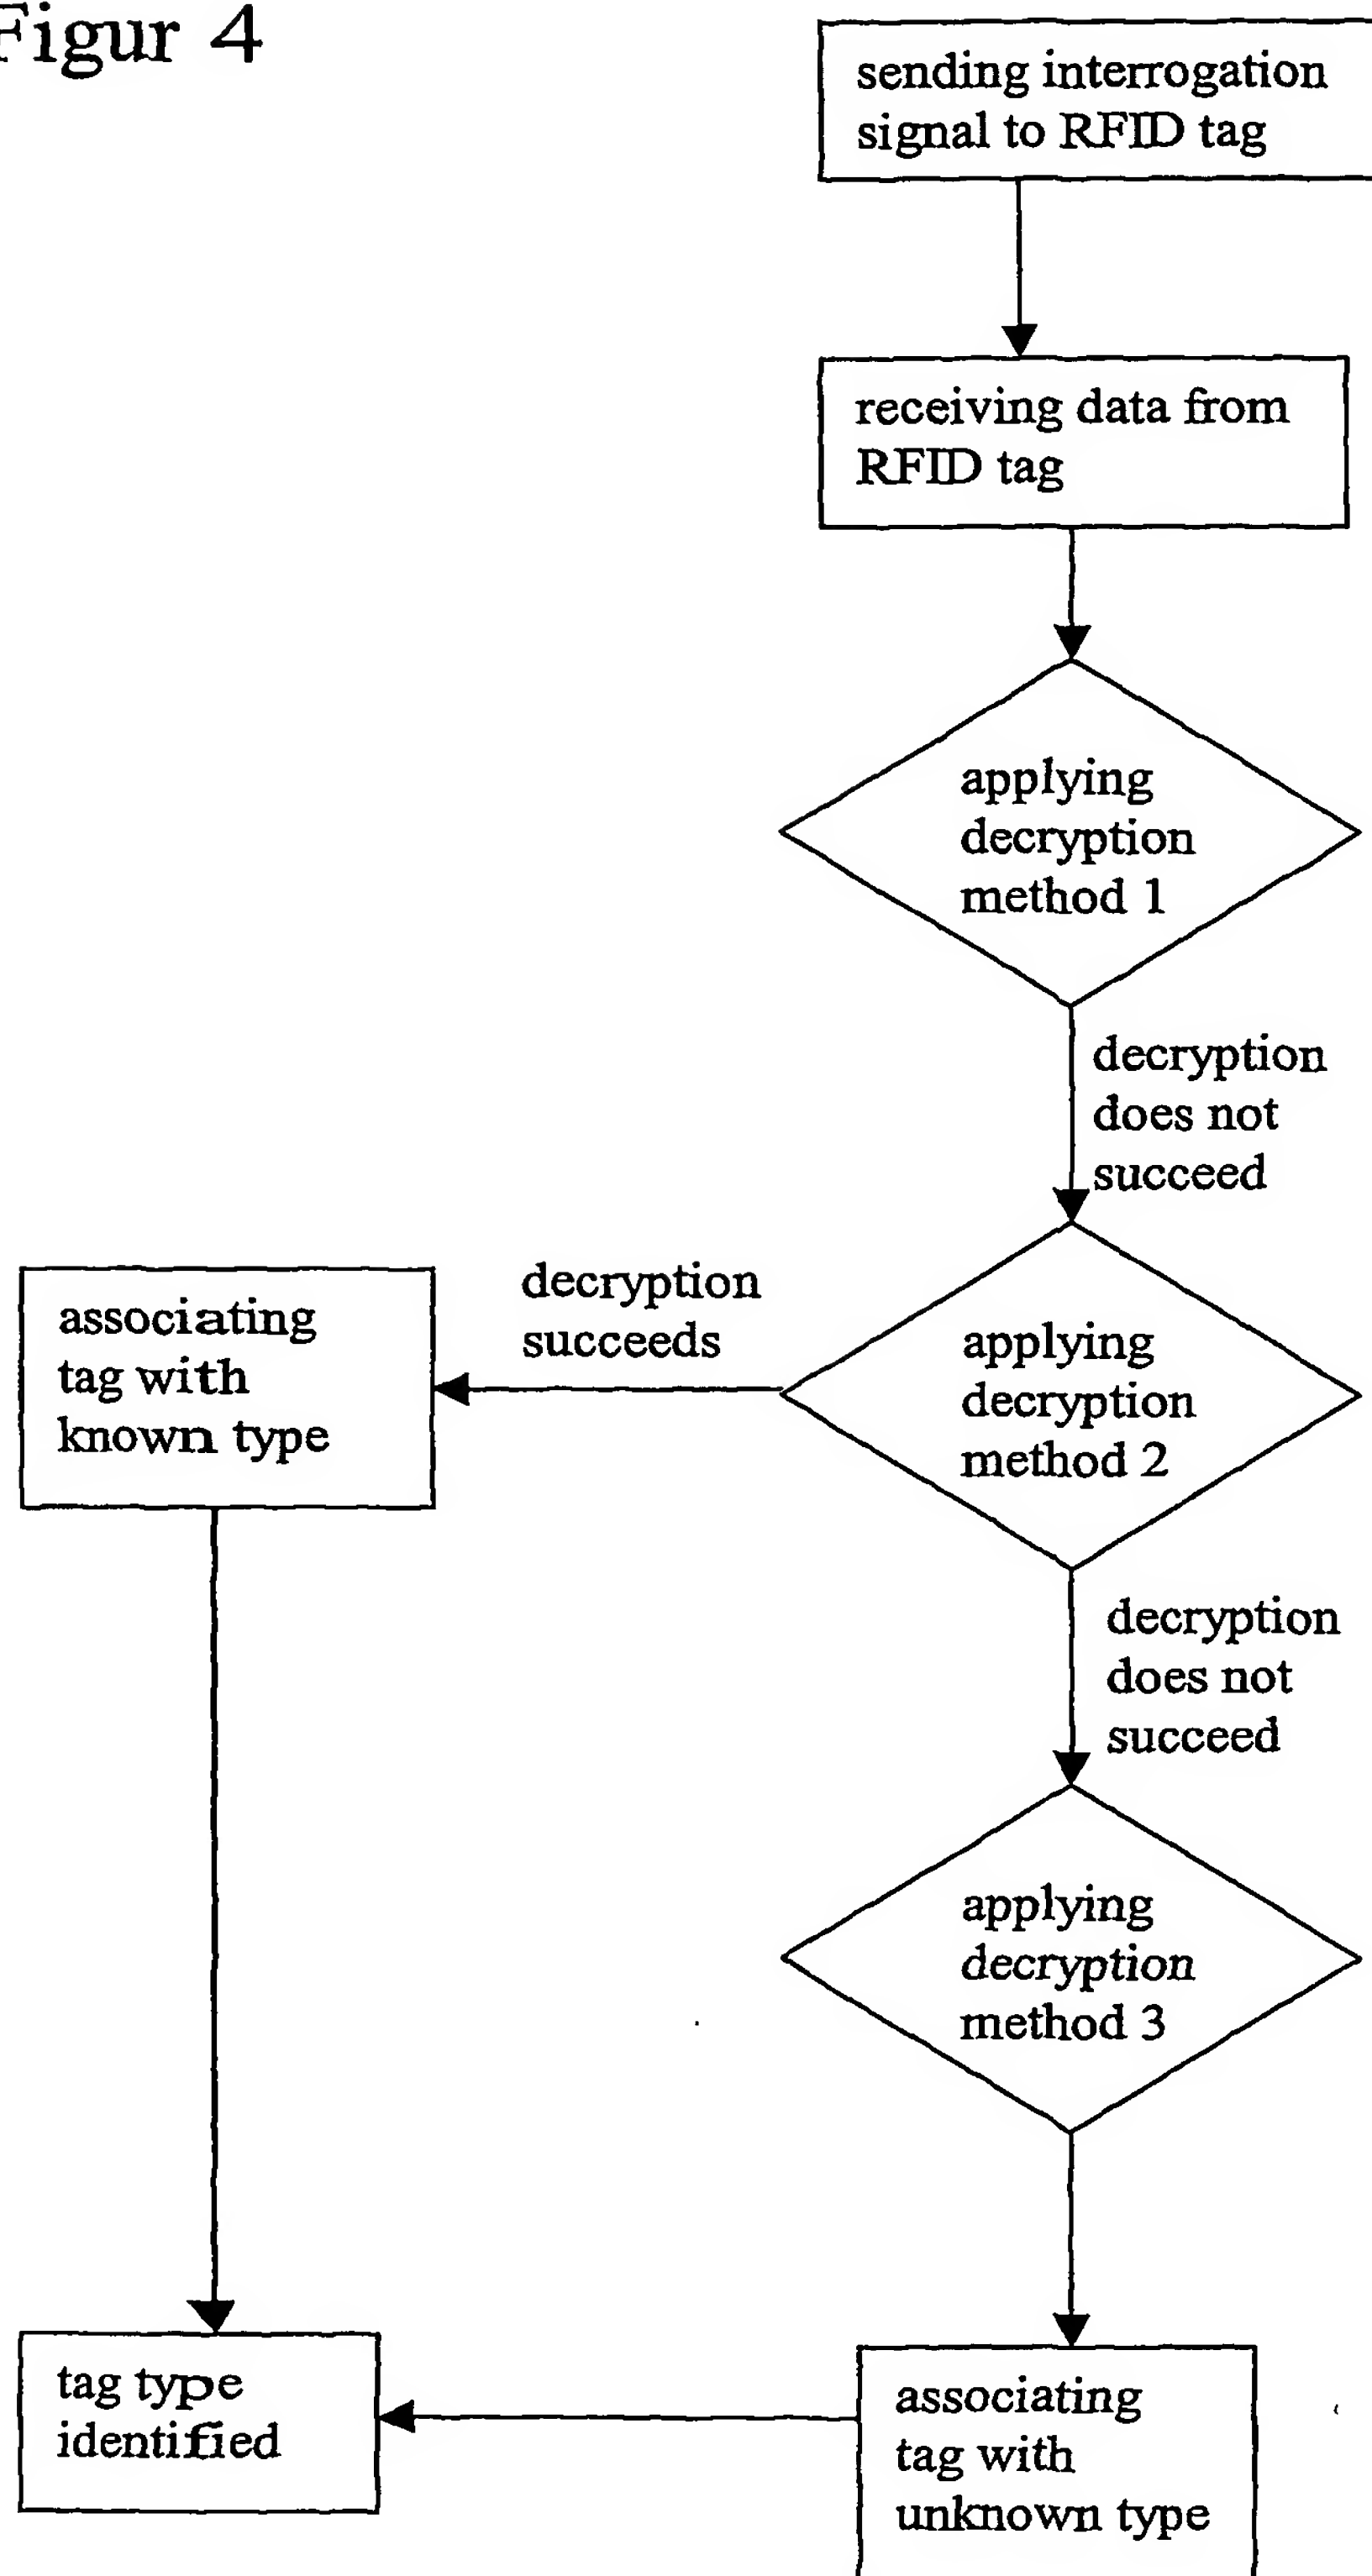 Figur 4
sending interrogation
signal to RFID tag
receiving data from
RFID tag
applying
decryption
method 1
decryption
does not
succeed
associating
tag with
known type
decryption
succeeds
applying
decryption
method 2
decryption
does not
succeed
applying
decryption
method 3
tag type
identified
associating
tag with
unknown type